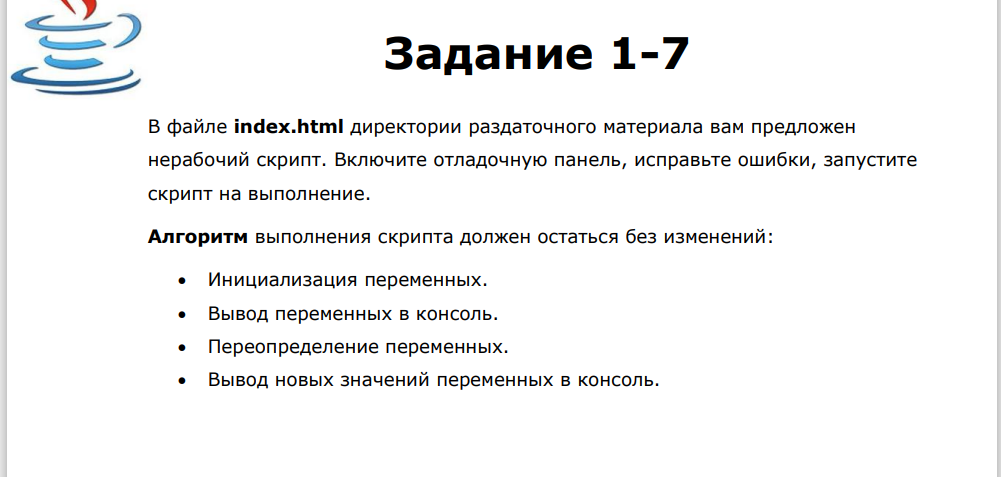 Задание 1-7
В файле index.html директории раздаточного материала вам предложен
нерабочий скрипт. Включите отладочную панель, исправьте ошибки, запустите
скрипт на выполнение.
Алгоритм выполнения скрипта должен остаться без изменений:
• Инициализация переменных.
• Вывод переменных в консоль.
• Переопределение переменных.
• Вывод новых значений переменных в консоль.